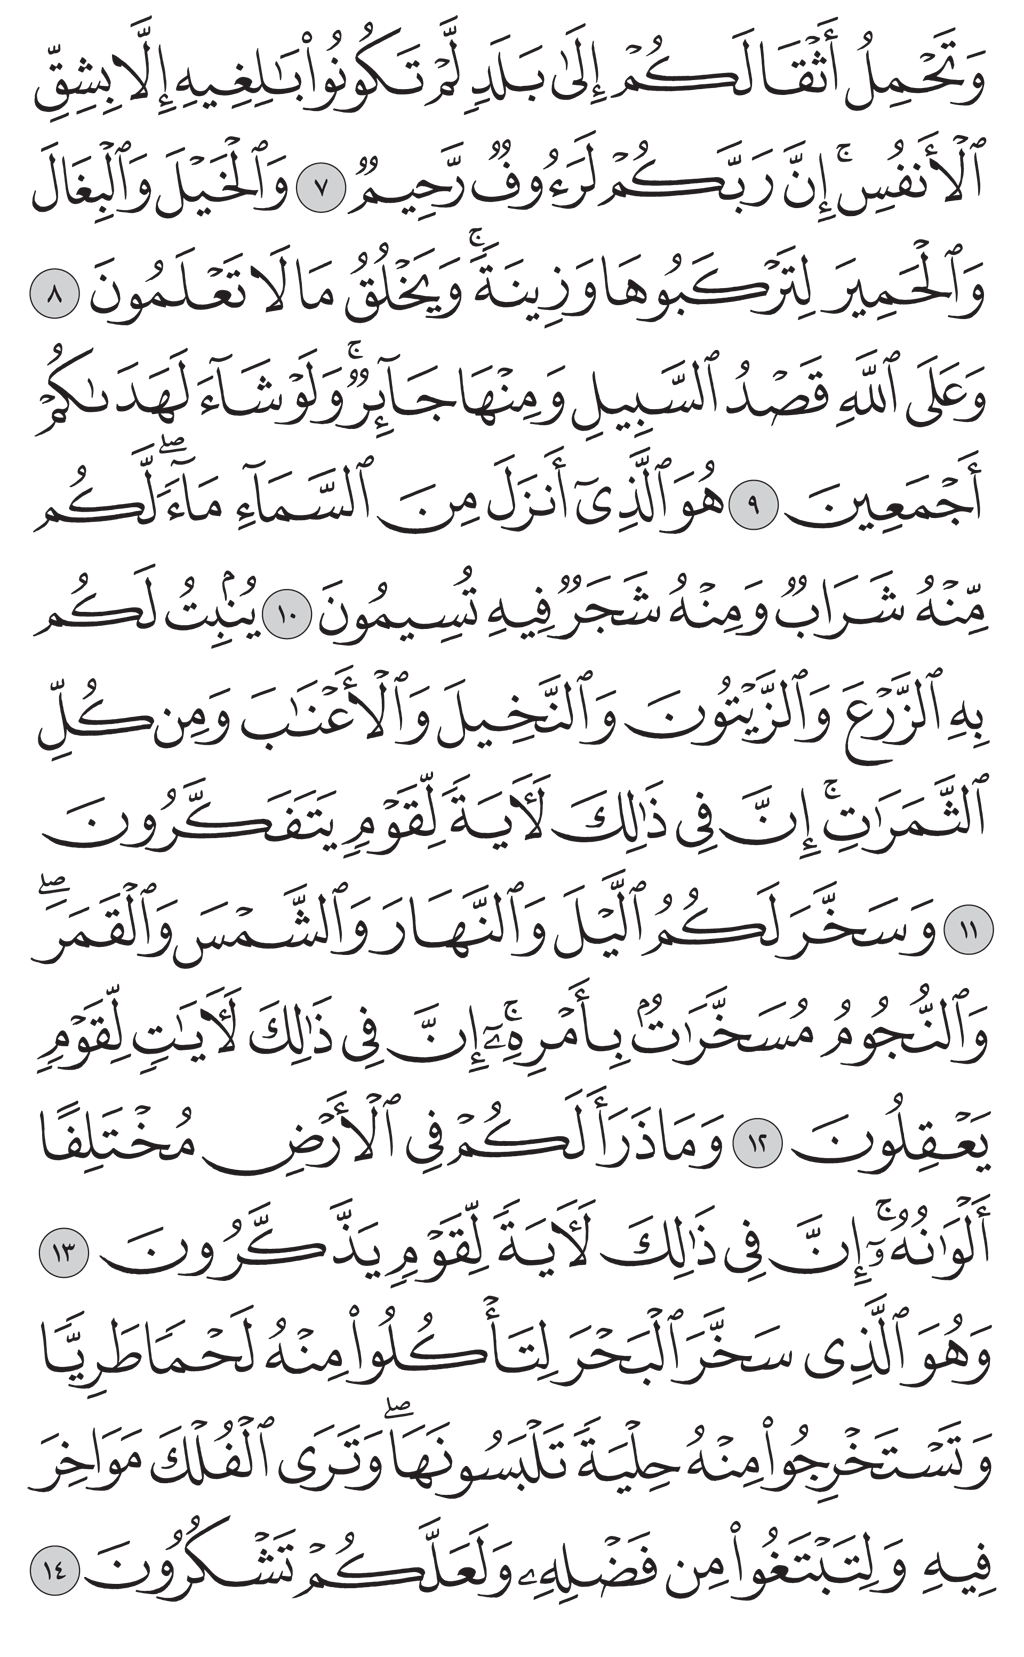 وَتَحْمِلُ أَثْقَالَكُمْ إِلَىٰ بَلَدٍ لَّمْ تَكُونُوا۟ بَـٰلِغِيهِ إِلَّا بِشِقِّ
ٱلْأَنفُسِ ۚ إِنَّ رَبَّكُمْ لَرَءُوفٌ رَّحِيمٌ ٧ وَٱلْخَيْلَ وَٱلْبِغَالَ
وَٱلْحَمِيرَ لِتَرْكَبُوهَا وَزِينَةً ۚ وَيَخْلُقُ مَا لَا تَعْلَمُونَ ٨
وَعَلَى ٱللَّهِ قَصْدُ ٱلسَّبِيلِ وَمِنْهَا جَآئِرٌ ۚ وَلَوْ شَآءَ لَهَدَىٰكُمْ
أَجْمَعِينَ ٩ هُوَ ٱلَّذِىٓ أَنزَلَ مِنَ ٱلسَّمَآءِ مَآءً ۖ لَّكُم
مِّنْهُ شَرَابٌ وَمِنْهُ شَجَرٌ فِيهِ تُسِيمُونَ ١٠ يُنۢبِتُ لَكُم
بِهِ ٱلزَّرْعَ وَٱلزَّيْتُونَ وَٱلنَّخِيلَ وَٱلْأَعْنَـٰبَ وَمِن كُلِّ
ٱلثَّمَرَٰتِ ۚ إِنَّ فِى ذَٰلِكَ لَـَٔايَةً لِّقَوْمٍ يَتَفَكَّرُونَ
١١ وَسَخَّرَ لَكُمُ ٱلَّيْلَ وَٱلنَّهَارَ وَٱلشَّمْسَ وَٱلْقَمَرَ ۖ
وَٱلنُّجُومُ مُسَخَّرَٰتٌۢ بِأَمْرِهِۦٓ ۚ إِنَّ فِى ذَٰلِكَ لَـَٔايَـٰتٍ لِّقَوْمٍ
يَعْقِلُونَ ١٢ وَمَا ذَرَأَ لَكُمْ فِى ٱلْأَرْضِ مُخْتَلِفًا
أَلْوَٰنُهُۥٓ ۚ إِنَّ فِى ذَٰلِكَ لَـَٔايَةً لِّقَوْمٍ يَذَّكَّرُونَ ١٣
وَهُوَ ٱلَّذِى سَخَّرَ ٱلْبَحْرَ لِتَأْكُلُوا۟ مِنْهُ لَحْمًا طَرِيًّا
وَتَسْتَخْرِجُوا۟ مِنْهُ حِلْيَةً تَلْبَسُونَهَا ۖ وَتَرَى ٱلْفُلْكَ مَوَاخِرَ
فِيهِ وَلِتَبْتَغُوا۟ مِن فَضْلِهِۦ وَلَعَلَّكُمْ تَشْكُرُونَ ١٤